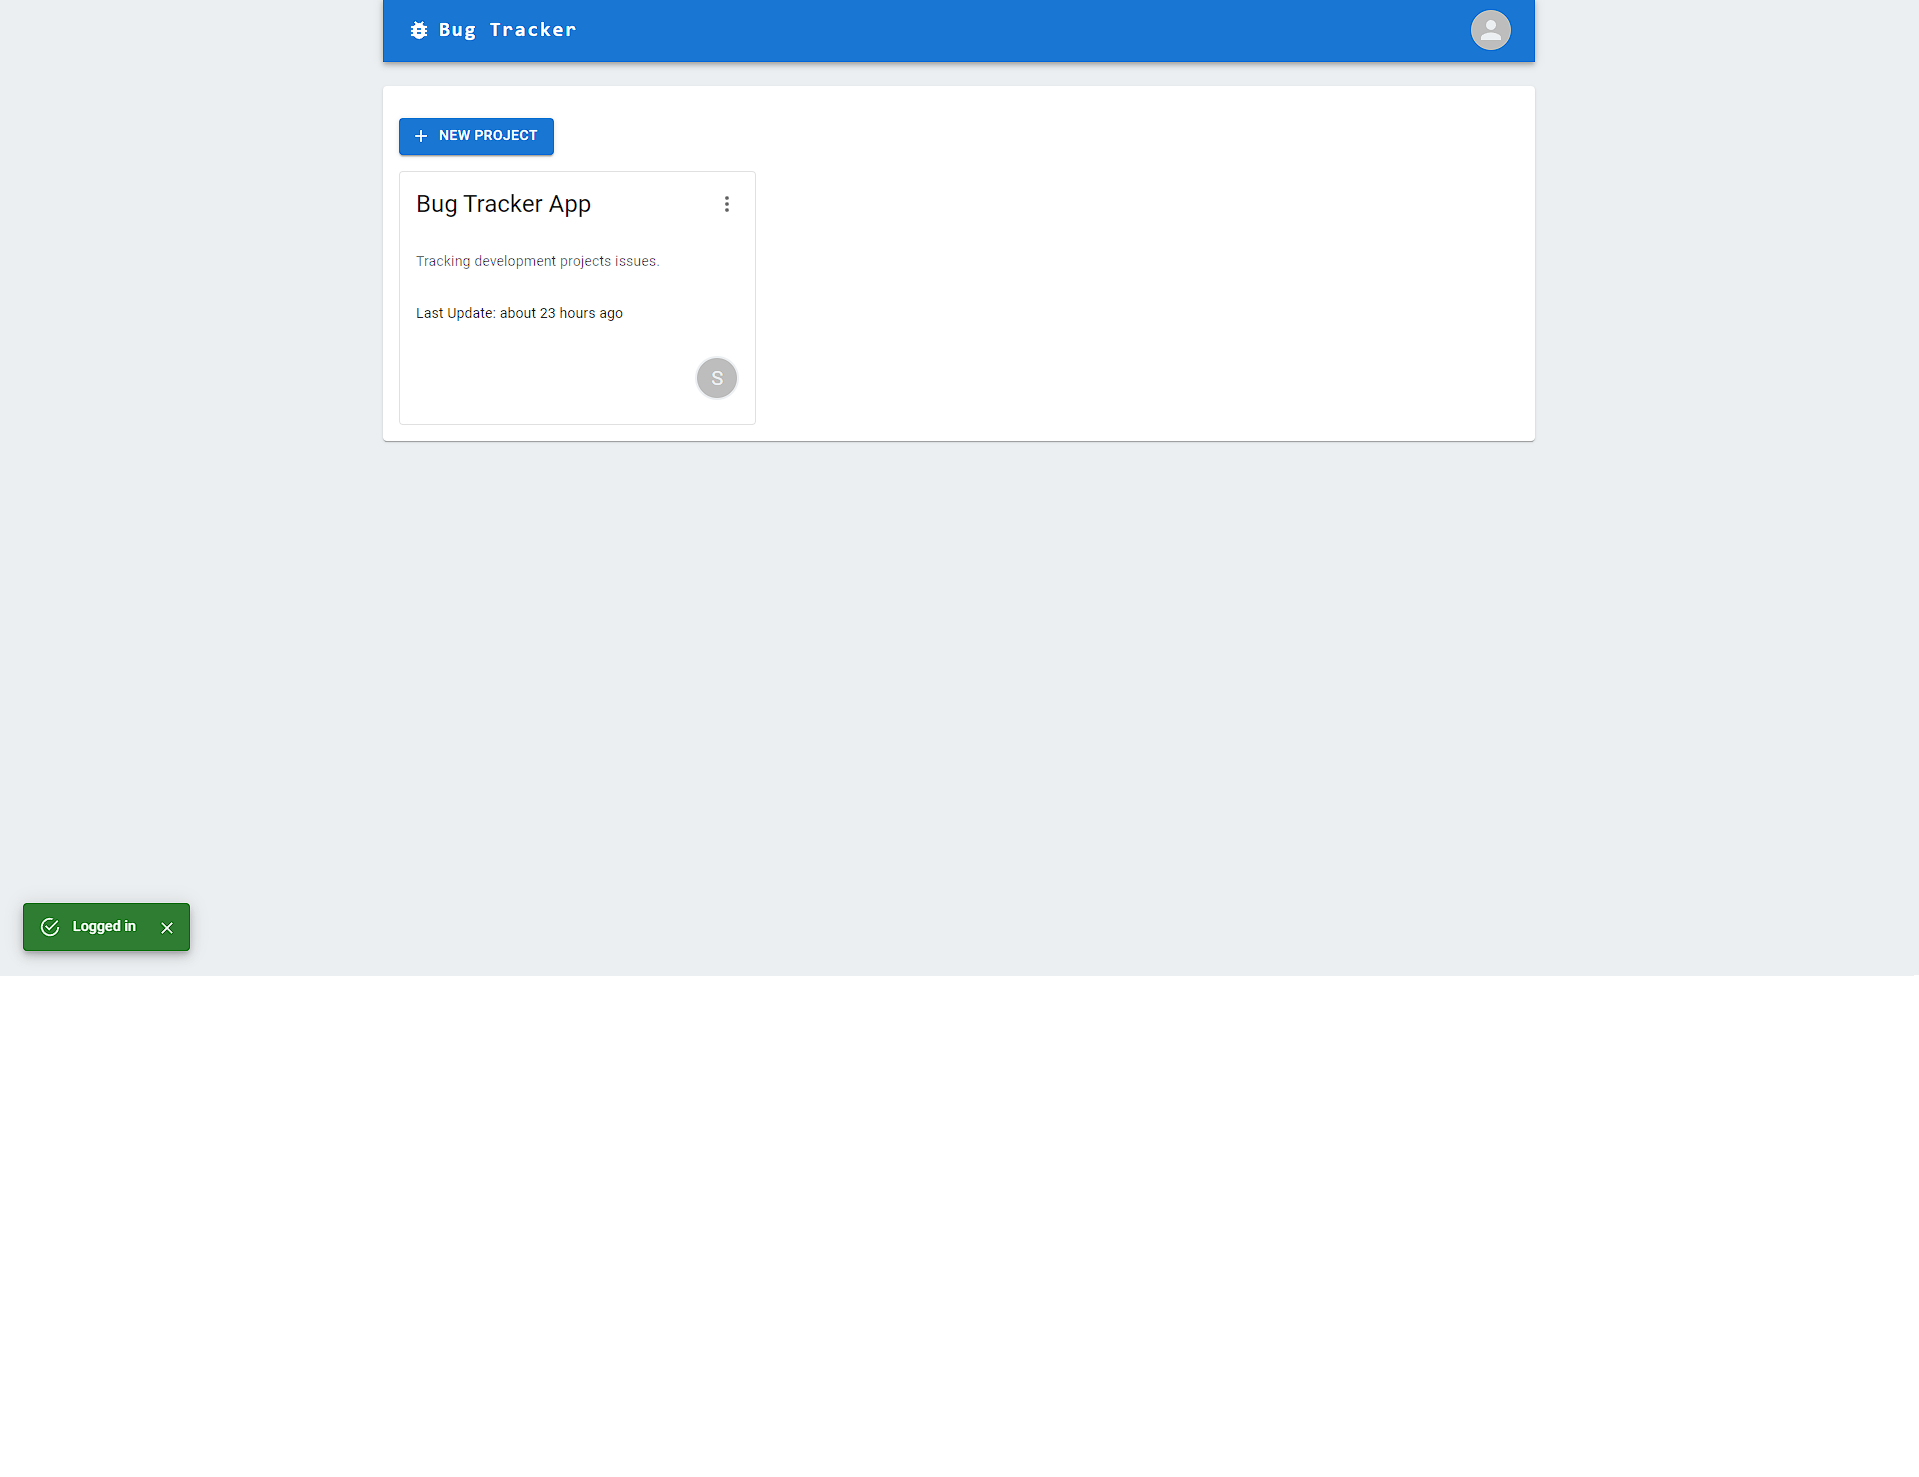 Bug Tracker
NEW PROJECT
Bug Tracker App
Tracking development projects issues.
Last Update: about 23 hours ago
S
Logged in